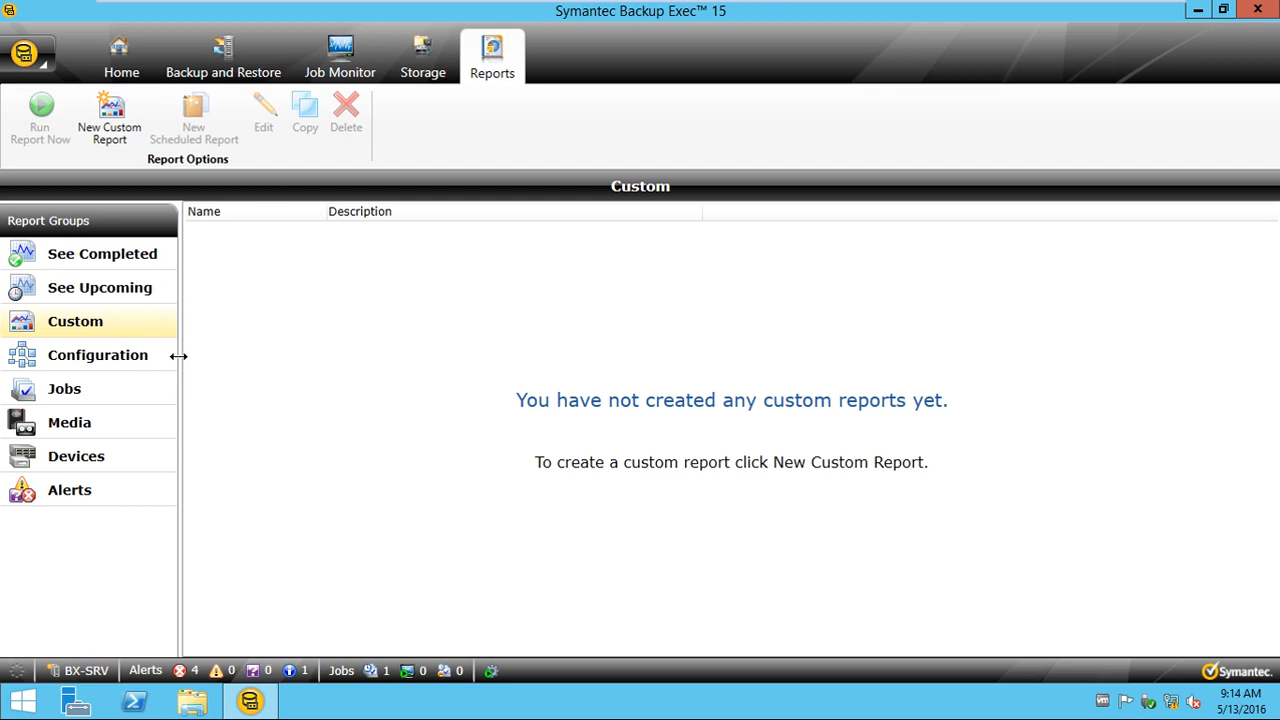 Symantec Backup Exec™ 15
Home
Backup and Restore
Job Monitor
Storage
Reports
Run Report Now
New Custom Report
New Scheduled Report
Edit
Copy
Delete
Report Options
Custom
Report Groups
Name
Description
See Completed
See Upcoming
Custom
Configuration
Jobs
Media
Devices
Alerts
You have not created any custom reports yet.
To create a custom report click New Custom Report.
BX-SRV
Alerts 4 0 0 1
Jobs 1 0 0
Symantec.
9:14 AM
5/13/2016